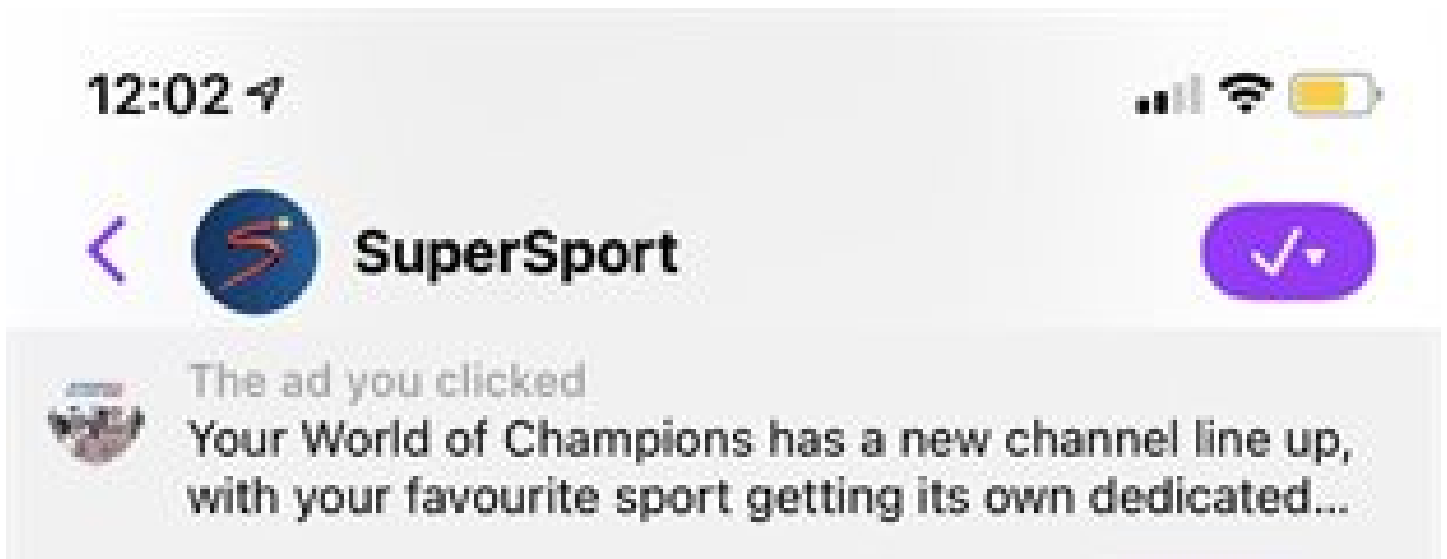 12:02
SuperSport
The ad you clicked
Your World of Champions has a new channel line up,
with your favourite sport getting its own dedicated...